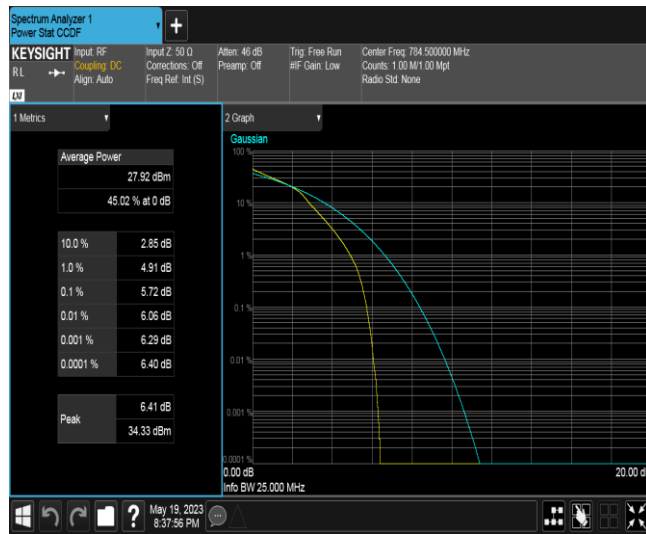 Spectrum Analyzer 1
Power Stat CCDF
+
KEYSIGHT Input: RF Input Z: 50 Ω Atten: 46 dB Trig: Free Run Center Freq: 784.500000 MHz
RL Coupling: DC Corrections: Off Preamp: Off #IF Gain: Low Counts: 1.00 M/1.00 Mpt
Align: Auto Freq Ref: Int (S) Radio Std: None
LXI
1 Metrics
Average Power
27.92 dBm
45.02 % at 0 dB
10.0 % 2.85 dB
1.0 % 4.91 dB
0.1 % 5.72 dB
0.01 % 6.06 dB
0.001 % 6.29 dB
0.0001 % 6.40 dB
Peak 6.41 dB
34.33 dBm
2 Graph
Gaussian
100 %
10 %
1 %
0.1 %
0.01 %
0.001 %
0.0001 %
0.00 dB 20.00 d
Info BW 25.000 MHz
? May 19, 2023
8:37:56 PM